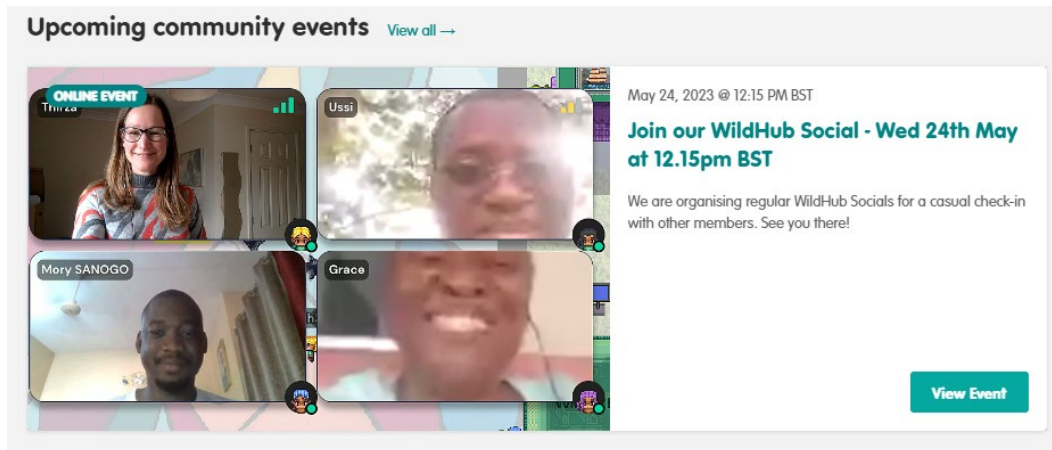 Upcoming community events View all →
ONLINE EVENT
Thirza
Ussi
Mory SANOGO
Grace
May 24, 2023 @ 12:15 PM BST
Join our WildHub Social - Wed 24th May
at 12.15pm BST
We are organising regular WildHub Socials for a casual check-in
with other members. See you there!
View Event